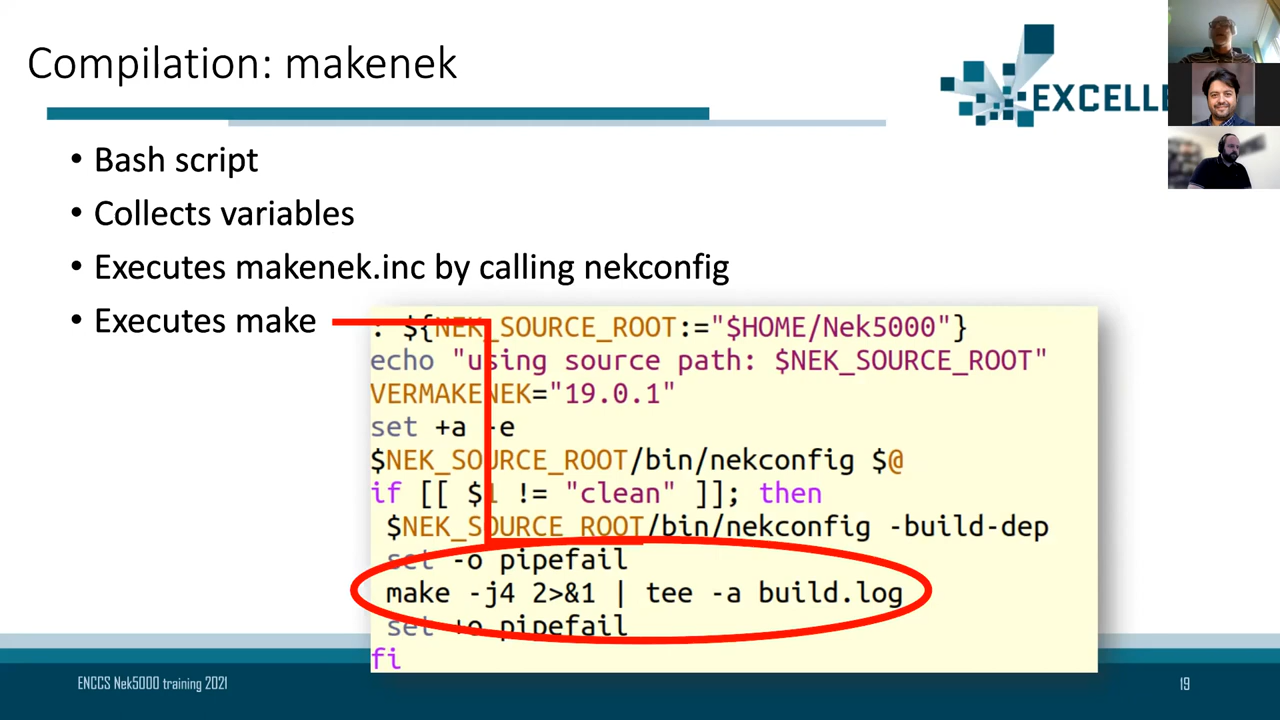 Compilation: makenek
EXCELLE
• Bash script
• Collects variables
• Executes makenek.inc by calling nekconfig
• Executes make
: ${NEK_SOURCE_ROOT:="$HOME/Nek5000"}
echo "using source path: $NEK_SOURCE_ROOT"
VERMAKENEK="19.0.1"
set +a -e
$NEK_SOURCE_ROOT/bin/nekconfig $@
if [[ $1 != "clean" ]]; then
$NEK_SOURCE_ROOT/bin/nekconfig -build-dep
set -o pipefail
make -j4 2>&1 | tee -a build.log
set +o pipefail
fi
ENCCS Nek5000 training 2021
19